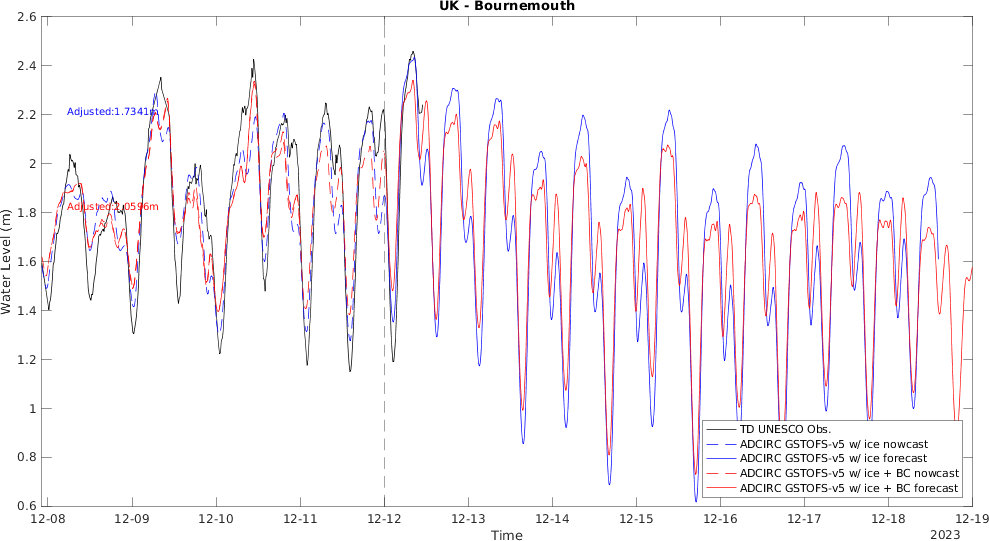 UK - Bournemouth
2.6
2.4
2.2
2
1.8
1.6
1.4
1.2
1
0.8
0.6
Water Level (m)
Adjusted:1.7341m
Adjusted:2.0596m
TD UNESCO Obs.
ADCIRC GSTOFS-v5 w/ ice nowcast
ADCIRC GSTOFS-v5 w/ ice forecast
ADCIRC GSTOFS-v5 w/ ice + BC nowcast
ADCIRC GSTOFS-v5 w/ ice + BC forecast
12-08 12-09 12-10 12-11 12-12 12-13 12-14 12-15 12-16 12-17 12-18 12-19
Time
2023